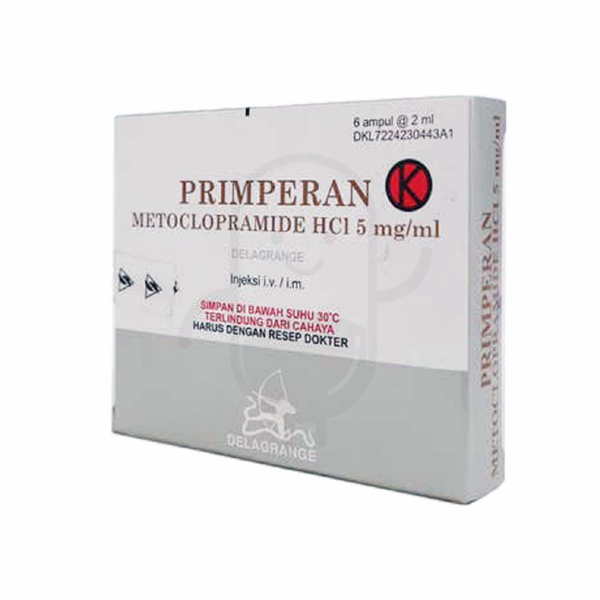 6 ampul @ 2 ml
DKL7224230443A1
K
PRIMPERAN
METOCLOPRAMIDE HCl 5 mg/ml
DELAGRANGE
Injeksi i.v. / i.m.
SIMPAN DI BAWAH SUHU 30°C
TERLINDUNG DARI CAHAYA
HARUS DENGAN RESEP DOKTER
DELAGRANGE
PRIMPERAN
METOCLOPRAMIDE HCl 5 mg/ml